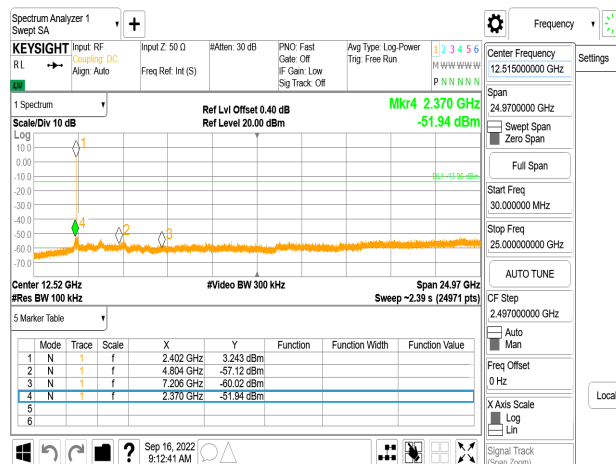 Spectrum Analyzer 1
Swept SA
Frequency
KEYSIGHT
Input: RF
Coupling: DC
Align: Auto
Input Z: 50 Ω
Freq Ref: Int (S)
#Atten: 30 dB
PNO: Fast
Gate: Off
IF Gain: Low
Sig Track: Off
Avg Type: Log-Power
Trig: Free Run
1 2 3 4 5 6
M W W W W W
P N N N N N
R L
LXI
1 Spectrum
Scale/Div 10 dB
Ref Lvl Offset 0.40 dB
Ref Level 20.00 dBm
Mkr4 2.370 GHz
-51.94 dBm
Log
10.0
0.00
-10.0
-20.0
-30.0
-40.0
-50.0
-60.0
-70.0
1
4
2
3
Center 12.52 GHz
#Res BW 100 kHz
#Video BW 300 kHz
Span 24.97 GHz
Sweep ~2.39 s (24971 pts)
5 Marker Table
Mode Trace Scale X Y Function Function Width Function Value
1 N 1 f 2.402 GHz 3.243 dBm
2 N 1 f 4.804 GHz -57.12 dBm
3 N 1 f 7.206 GHz -60.02 dBm
4 N 1 f 2.370 GHz -51.94 dBm
5
6
?
Sep 16, 2022
9:12:41 AM
Center Frequency
12.515000000 GHz
Span
24.9700000 GHz
Swept Span
Zero Span
Full Span
Start Freq
30.000000 MHz
Stop Freq
25.000000000 GHz
AUTO TUNE
CF Step
2.497000000 GHz
Auto
Man
Freq Offset
0 Hz
X Axis Scale
Log
Lin
Signal Track
(Span Zoom)
Settings
Local